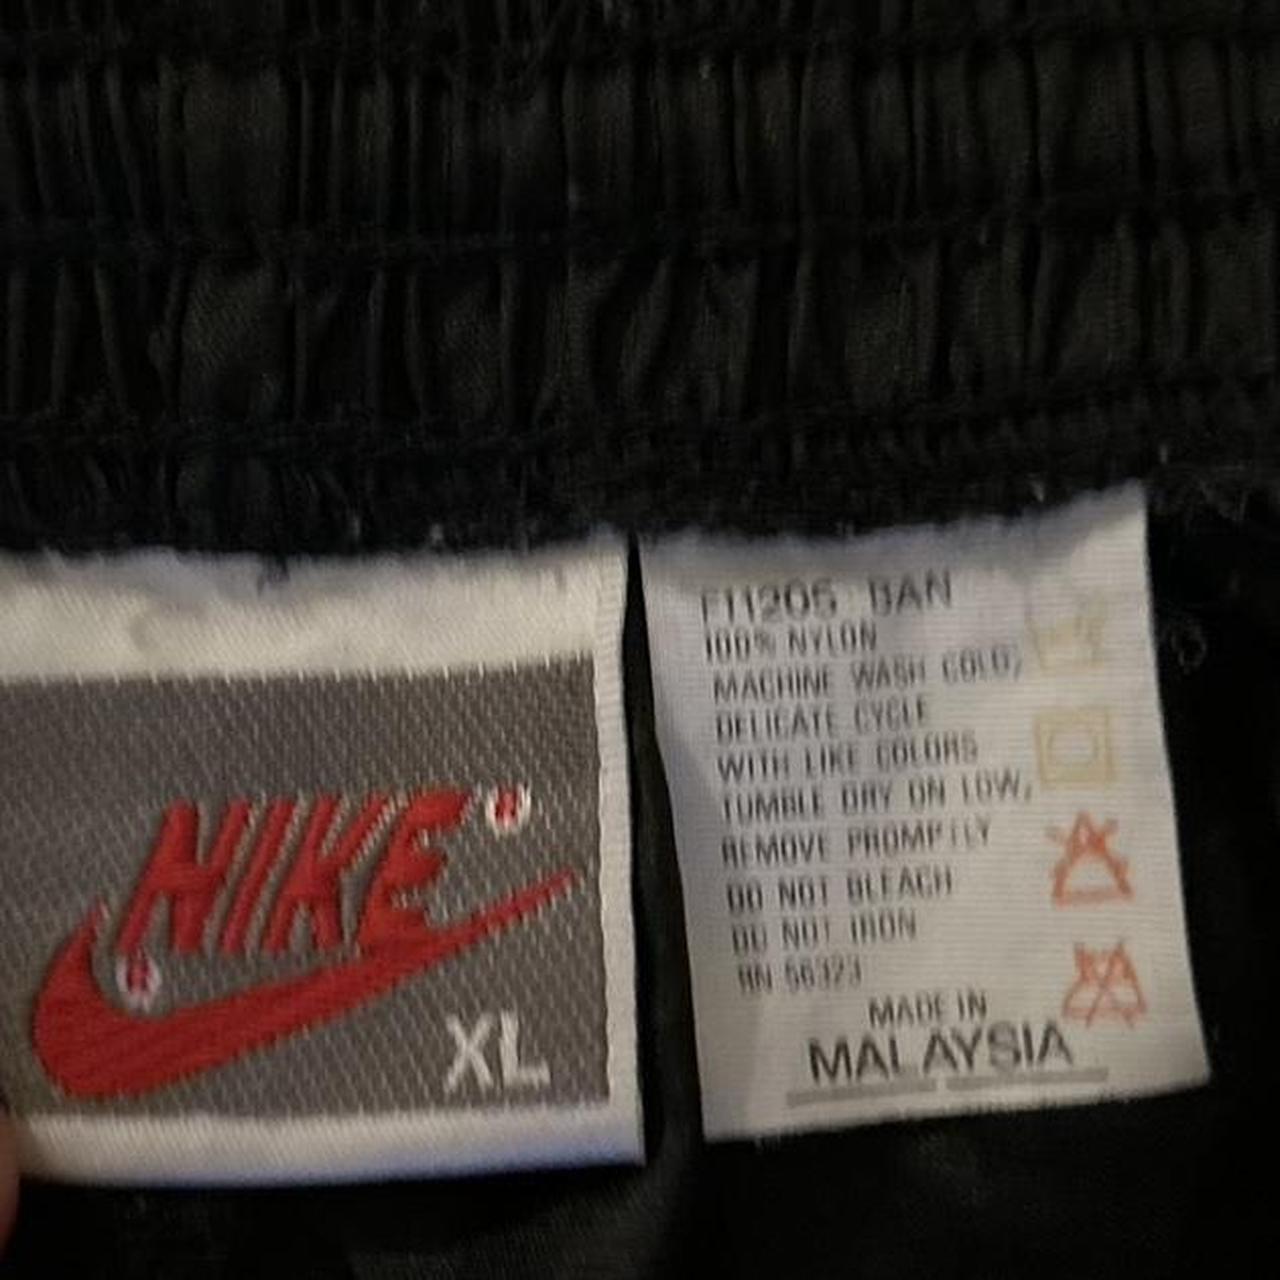 NIKE®
®
XL
F11205 BAN
100% NYLON
MACHINE WASH COLD,
DELICATE CYCLE
WITH LIKE COLORS
TUMBLE DRY ON LOW,
REMOVE PROMPTLY
DO NOT BLEACH
DO NOT IRON
RN 56323
MADE IN
MALAYSIA